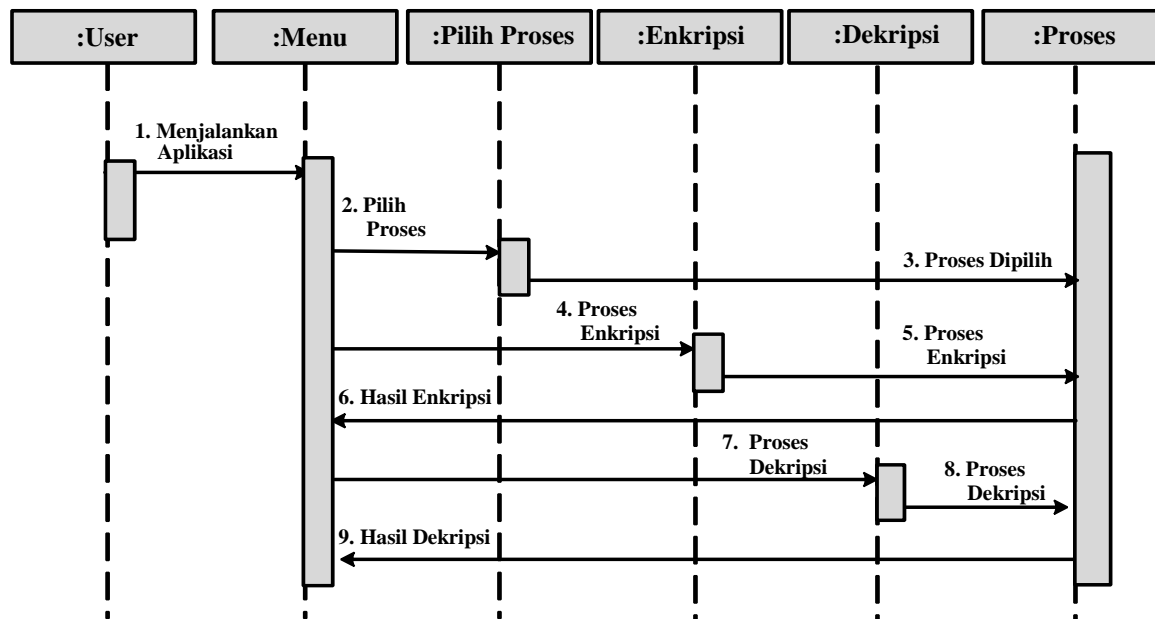 :User
:Menu
:Pilih Proses
:Enkripsi
:Dekripsi
:Proses
1. Menjalankan
Aplikasi
2. Pilih
Proses
3. Proses Dipilih
4. Proses
Enkripsi
5. Proses
Enkripsi
6. Hasil Enkripsi
7. Proses
Dekripsi
8. Proses
Dekripsi
9. Hasil Dekripsi